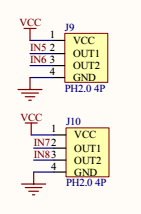 VCC
J9
1
VCC
IN5 2
OUT1
IN6 3
OUT2
4
GND
PH2.0 4P
VCC
J10
1
VCC
IN7 2
OUT1
IN8 3
OUT2
4
GND
PH2.0 4P